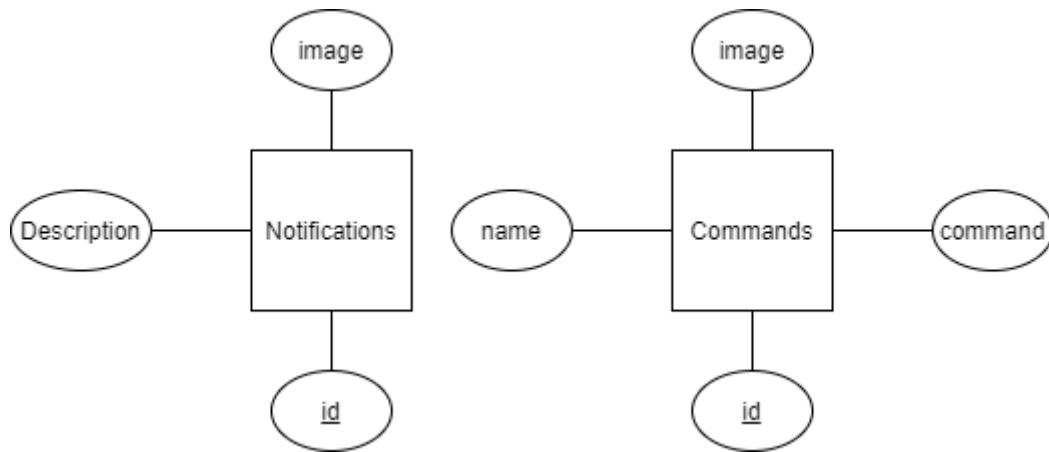 image
image
Description
Notifications
name
Commands
command
id
id